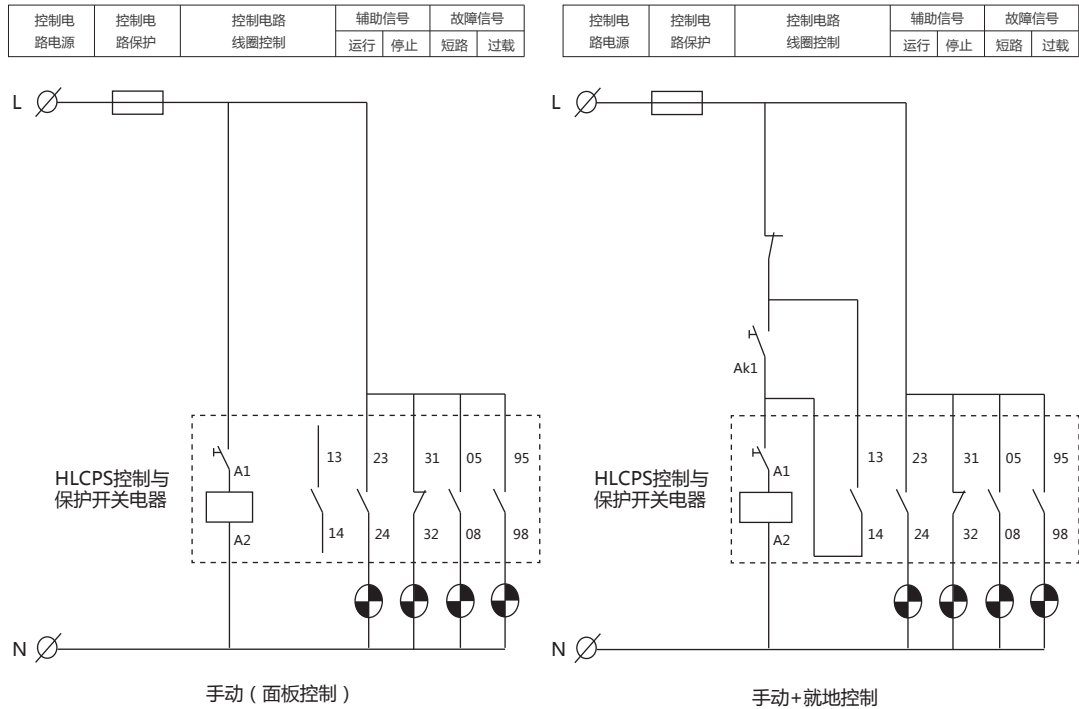 控制电 控制电 控制电路 辅助信号 故障信号
路电源 路保护 线圈控制 运行 停止 短路 过载
L
A1
A2
13
14
23
24
31
32
05
08
95
98
HLCPS控制与
保护开关电器
N
手动（面板控制）
控制电 控制电 控制电路 辅助信号 故障信号
路电源 路保护 线圈控制 运行 停止 短路 过载
L
Ak1
A1
A2
13
14
23
24
31
32
05
08
95
98
HLCPS控制与
保护开关电器
N
手动+就地控制